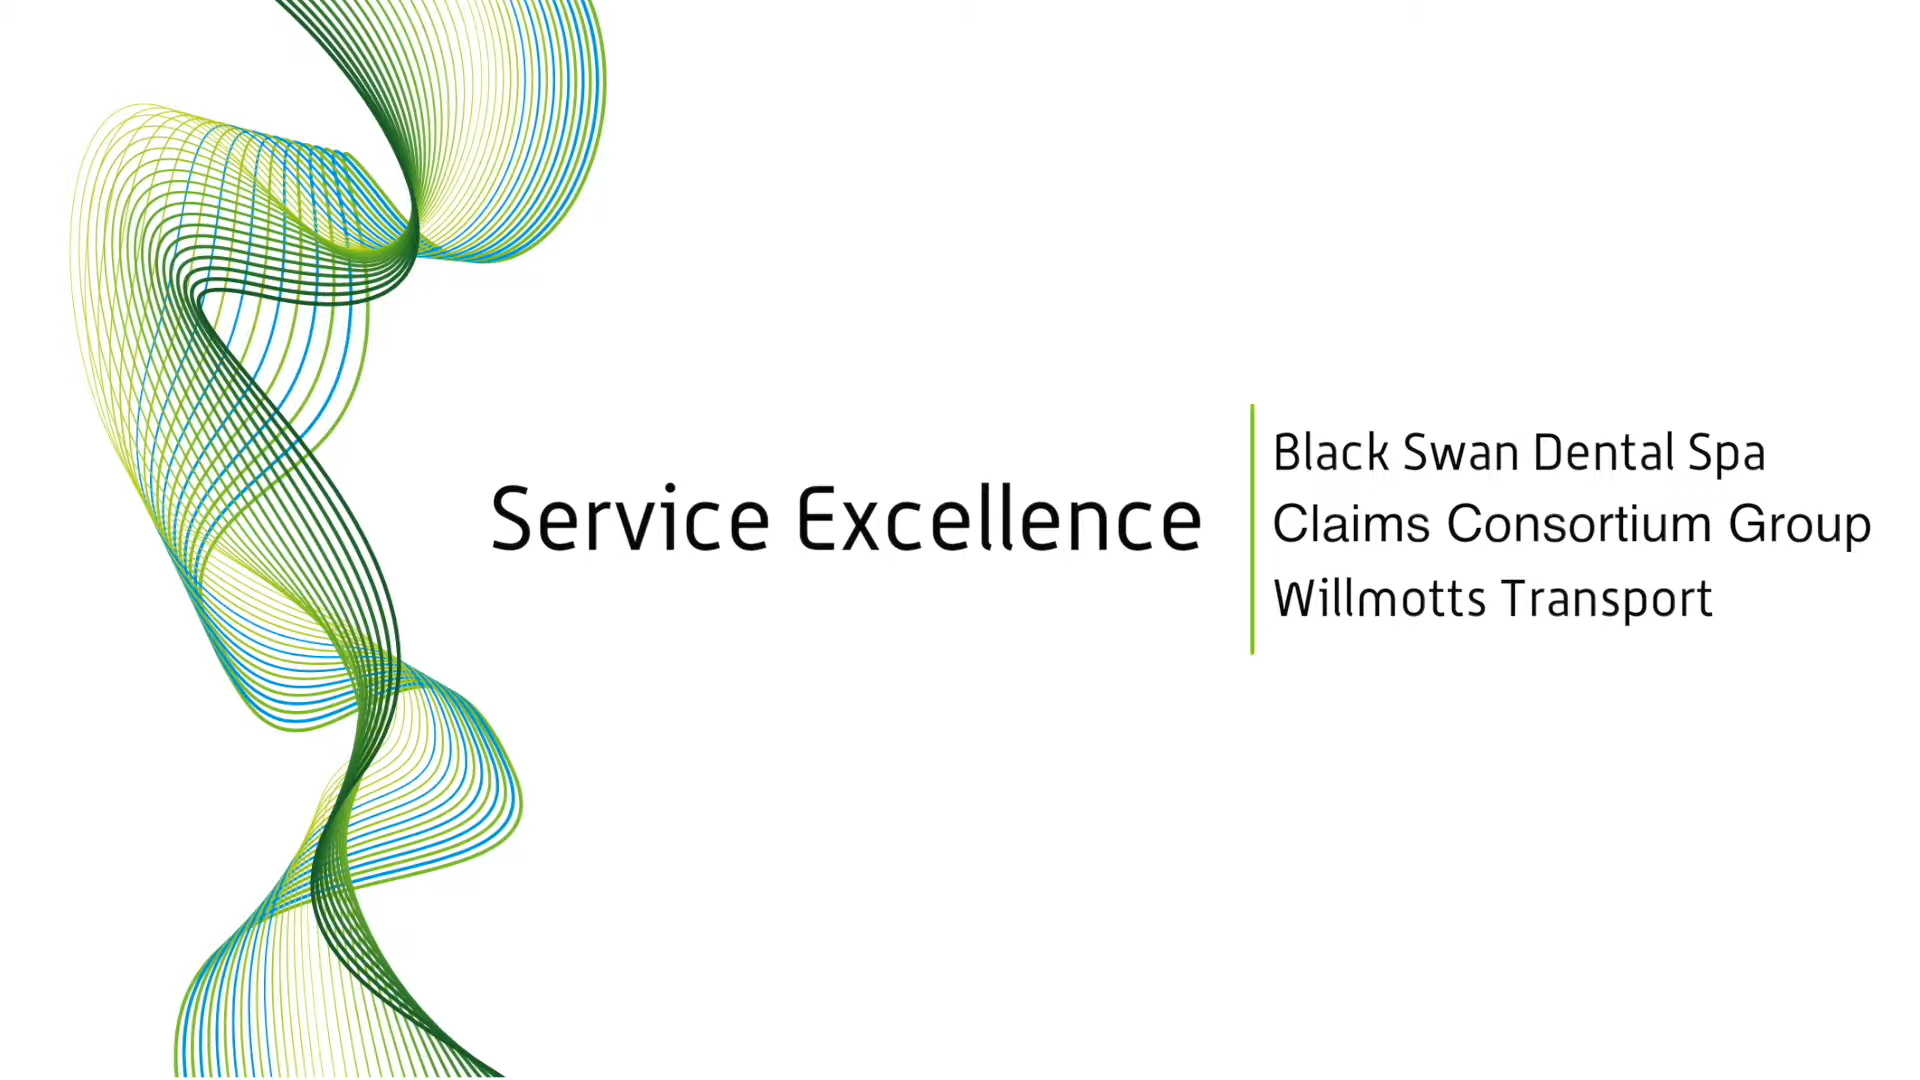 Service Excellence
Black Swan Dental Spa
Claims Consortium Group
Willmotts Transport